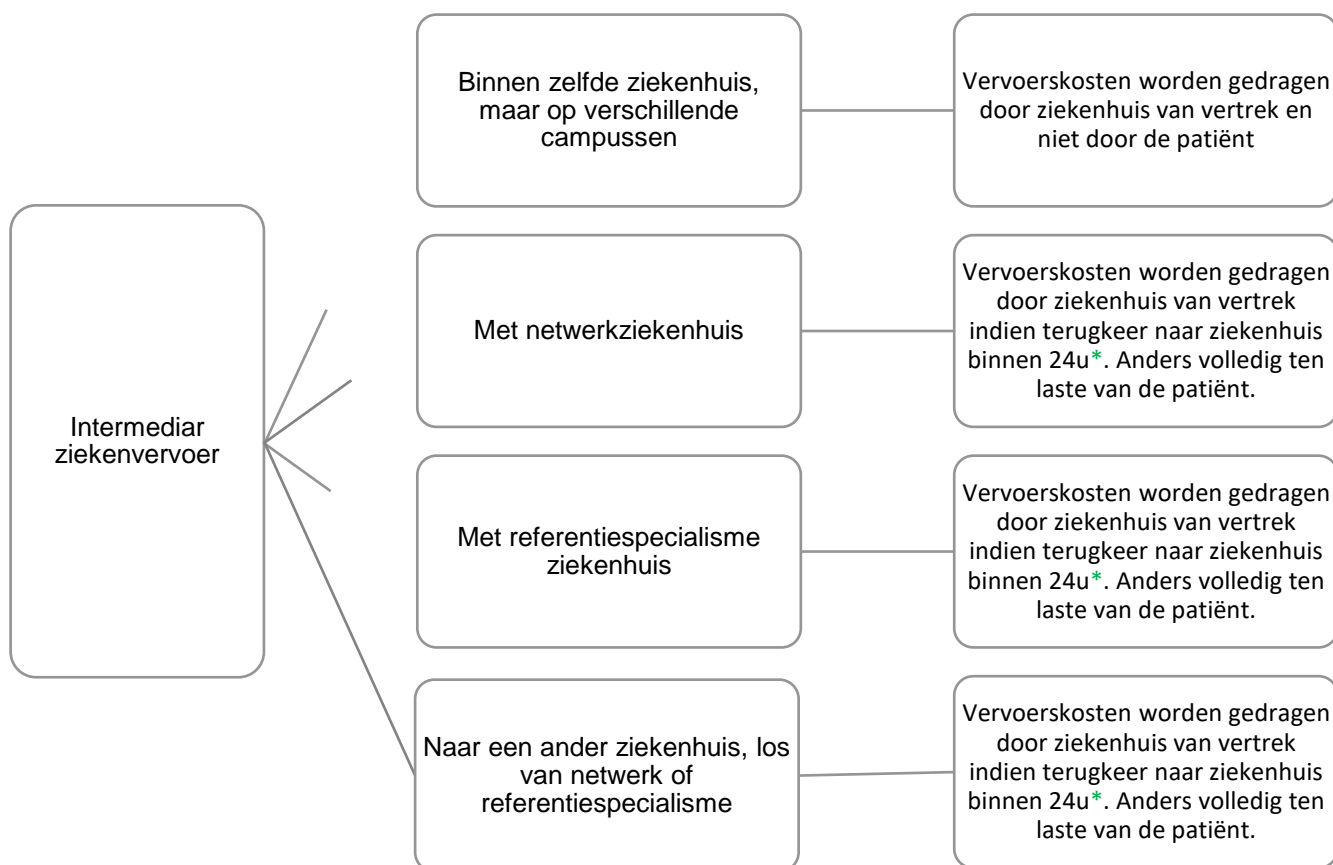 Intermediar
ziekenvervoer
Binnen zelfde ziekenhuis,
maar op verschillende
campussen
Vervoerskosten worden gedragen
door ziekenhuis van vertrek en
niet door de patiënt
Met netwerkziekenhuis
Vervoerskosten worden gedragen
door ziekenhuis van vertrek
indien terugkeer naar ziekenhuis
binnen 24u*. Anders volledig ten
laste van de patiënt.
Met referentiespecialisme
ziekenhuis
Vervoerskosten worden gedragen
door ziekenhuis van vertrek
indien terugkeer naar ziekenhuis
binnen 24u*. Anders volledig ten
laste van de patiënt.
Naar een ander ziekenhuis, los
van netwerk of
referentiespecialisme
Vervoerskosten worden gedragen
door ziekenhuis van vertrek
indien terugkeer naar ziekenhuis
binnen 24u*. Anders volledig ten
laste van de patiënt.